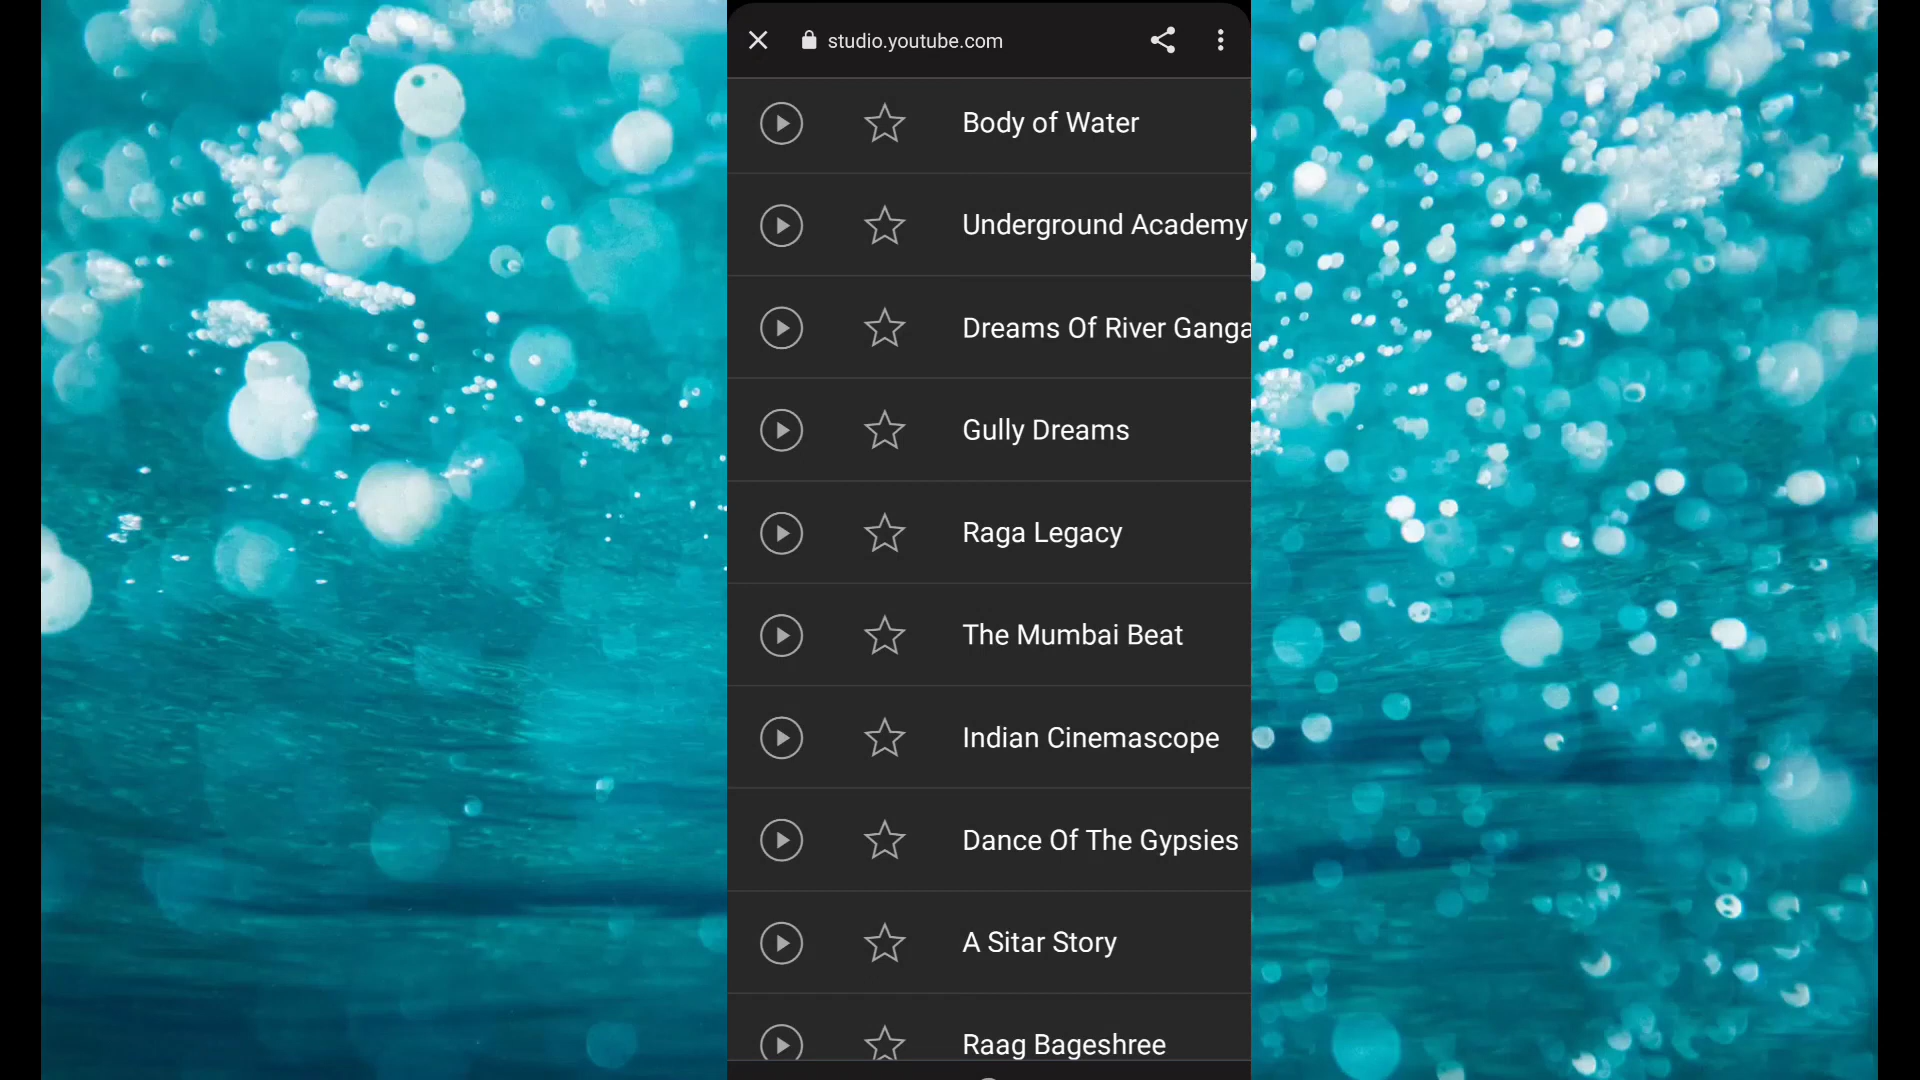 studio.youtube.com
Body of Water
Underground Academy
Dreams Of River Ganga
Gully Dreams
Raga Legacy
The Mumbai Beat
Indian Cinemascope
Dance Of The Gypsies
A Sitar Story
Raag Bageshree